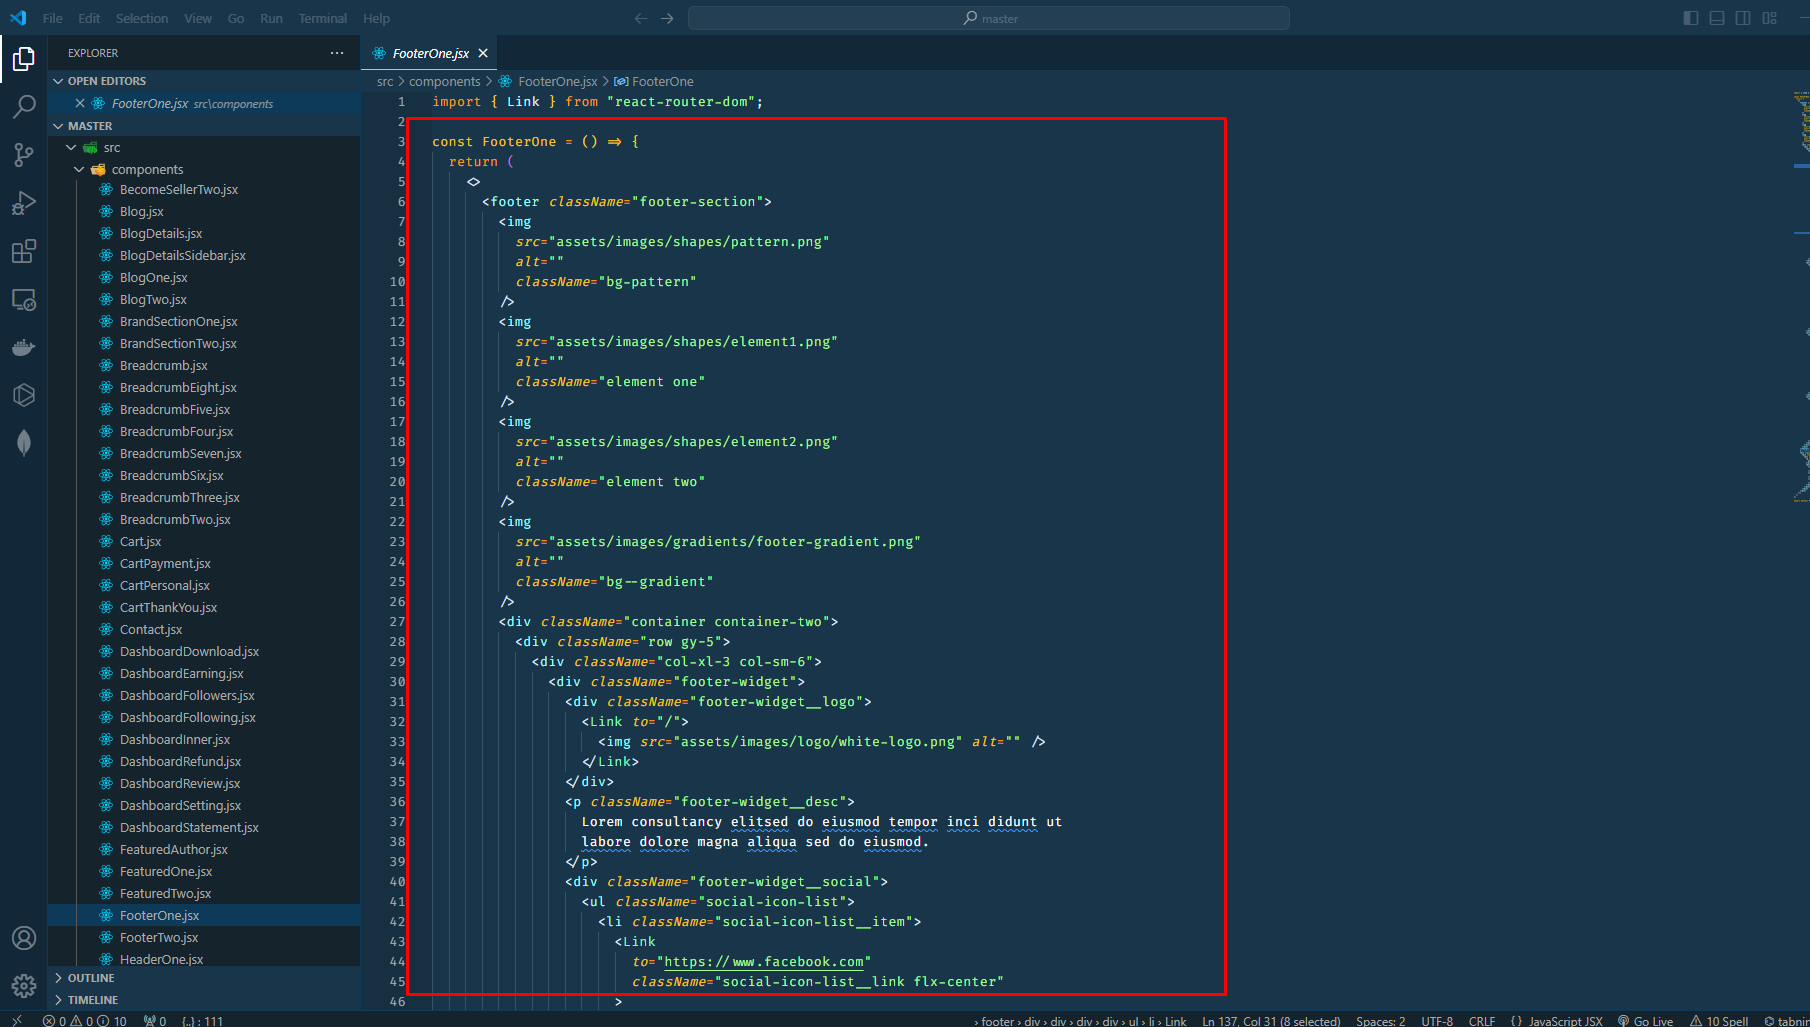 File Edit Selection View Go Run Terminal Help
master
EXPLORER
OPEN EDITORS
FooterOne.jsx src\components
MASTER
src
components
BecomeSellerTwo.jsx
Blog.jsx
BlogDetails.jsx
BlogDetailsSidebar.jsx
BlogOne.jsx
BlogTwo.jsx
BrandSectionOne.jsx
BrandSectionTwo.jsx
Breadcrumb.jsx
BreadcrumbEight.jsx
BreadcrumbFive.jsx
BreadcrumbFour.jsx
BreadcrumbSeven.jsx
BreadcrumbSix.jsx
BreadcrumbThree.jsx
BreadcrumbTwo.jsx
Cart.jsx
CartPayment.jsx
CartPersonal.jsx
CartThankYou.jsx
Contact.jsx
DashboardDownload.jsx
DashboardEarning.jsx
DashboardFollowers.jsx
DashboardFollowing.jsx
DashboardInner.jsx
DashboardRefund.jsx
DashboardReview.jsx
DashboardSetting.jsx
DashboardStatement.jsx
FeaturedAuthor.jsx
FeaturedOne.jsx
FeaturedTwo.jsx
FooterOne.jsx
FooterTwo.jsx
HeaderOne.jsx
OUTLINE
TIMELINE
FooterOne.jsx
src > components > FooterOne.jsx > FooterOne
1 import { Link } from "react-router-dom";
2
3 const FooterOne = () => {
4 return (
5 <>
6 <footer className="footer-section">
7 <img
8 src="assets/images/shapes/pattern.png"
9 alt=""
10 className="bg-pattern"
11 />
12 <img
13 src="assets/images/shapes/element1.png"
14 alt=""
15 className="element one"
16 />
17 <img
18 src="assets/images/shapes/element2.png"
19 alt=""
20 className="element two"
21 />
22 <img
23 src="assets/images/gradients/footer-gradient.png"
24 alt=""
25 className="bg--gradient"
26 />
27 <div className="container container-two">
28 <div className="row gy-5">
29 <div className="col-xl-3 col-sm-6">
30 <div className="footer-widget">
31 <div className="footer-widget__logo">
32 <Link to="/">
33 <img src="assets/images/logo/white-logo.png" alt="" />
34 </Link>
35 </div>
36 <p className="footer-widget__desc">
37 Lorem consultancy elitsed do eiusmod tempor inci didunt ut
38 labore dolore magna aliqua sed do eiusmod.
39 </p>
40 <div className="footer-widget__social">
41 <ul className="social-icon-list">
42 <li className="social-icon-list__item">
43 <Link
44 to="https://www.facebook.com"
45 className="social-icon-list__link flx-center"
46 >
0 0 10 0 {..} : 111 › footer › div › div › div › div › ul › li › Link Ln 137, Col 31 (8 selected) Spaces: 2 UTF-8 CRLF {} JavaScript JSX Go Live 10 Spell